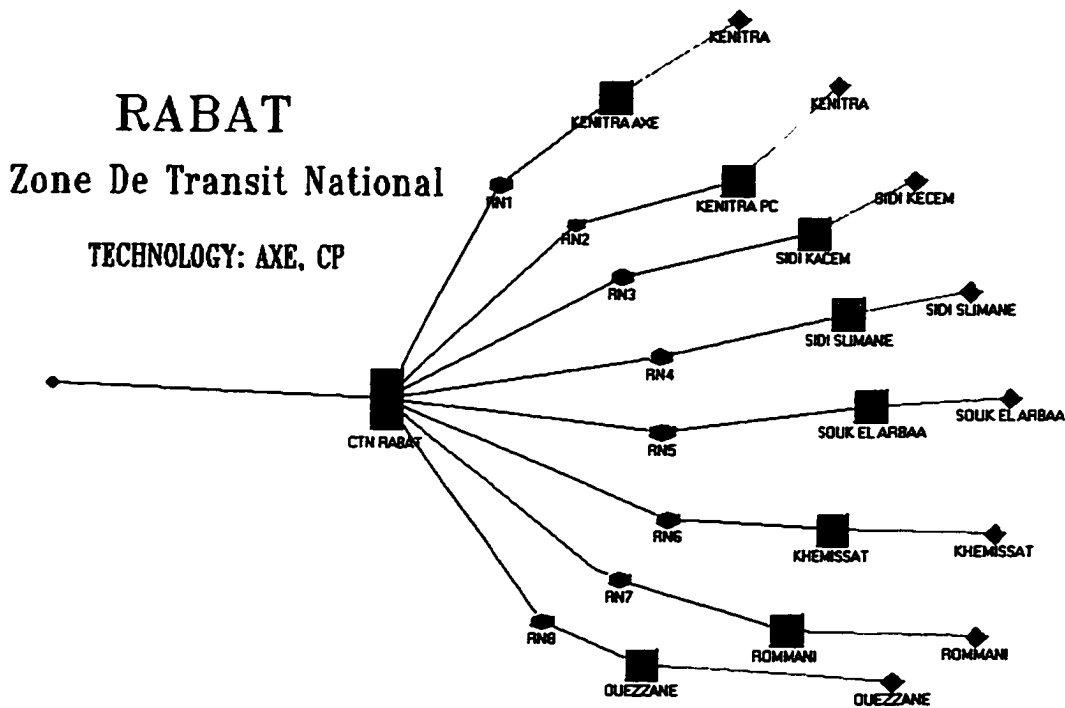 RABAT
Zone De Transit National
TECHNOLOGY: AXE, CP
KENITRA
KENITRA AXE
KENITRA
RN1
KENITRA PC
SIDI KECEM
RN2
SIDI KACEM
RN3
SIDI SLIMANE
SIDI SLIMANE
RN4
SOUK EL ARBAA
SOUK EL ARBAA
CTN RABAT
RN5
RN6
KHEMISSAT
KHEMISSAT
RN7
RN8
ROMMANI
ROMMANI
OUEZZANE
OUEZZANE